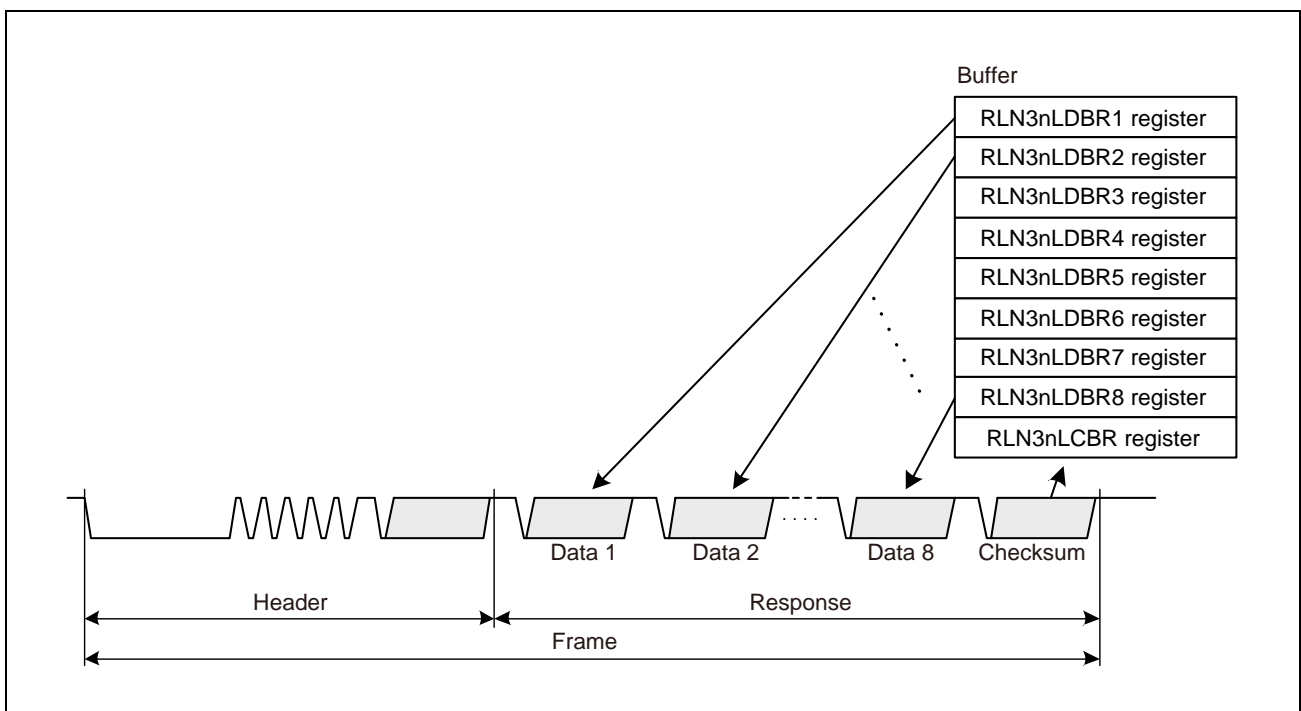 Buffer
RLN3nLDBR1 register
RLN3nLDBR2 register
RLN3nLDBR3 register
RLN3nLDBR4 register
RLN3nLDBR5 register
RLN3nLDBR6 register
RLN3nLDBR7 register
RLN3nLDBR8 register
RLN3nLCBR register
Data 1 Data 2 Data 8 Checksum
Header Response
Frame